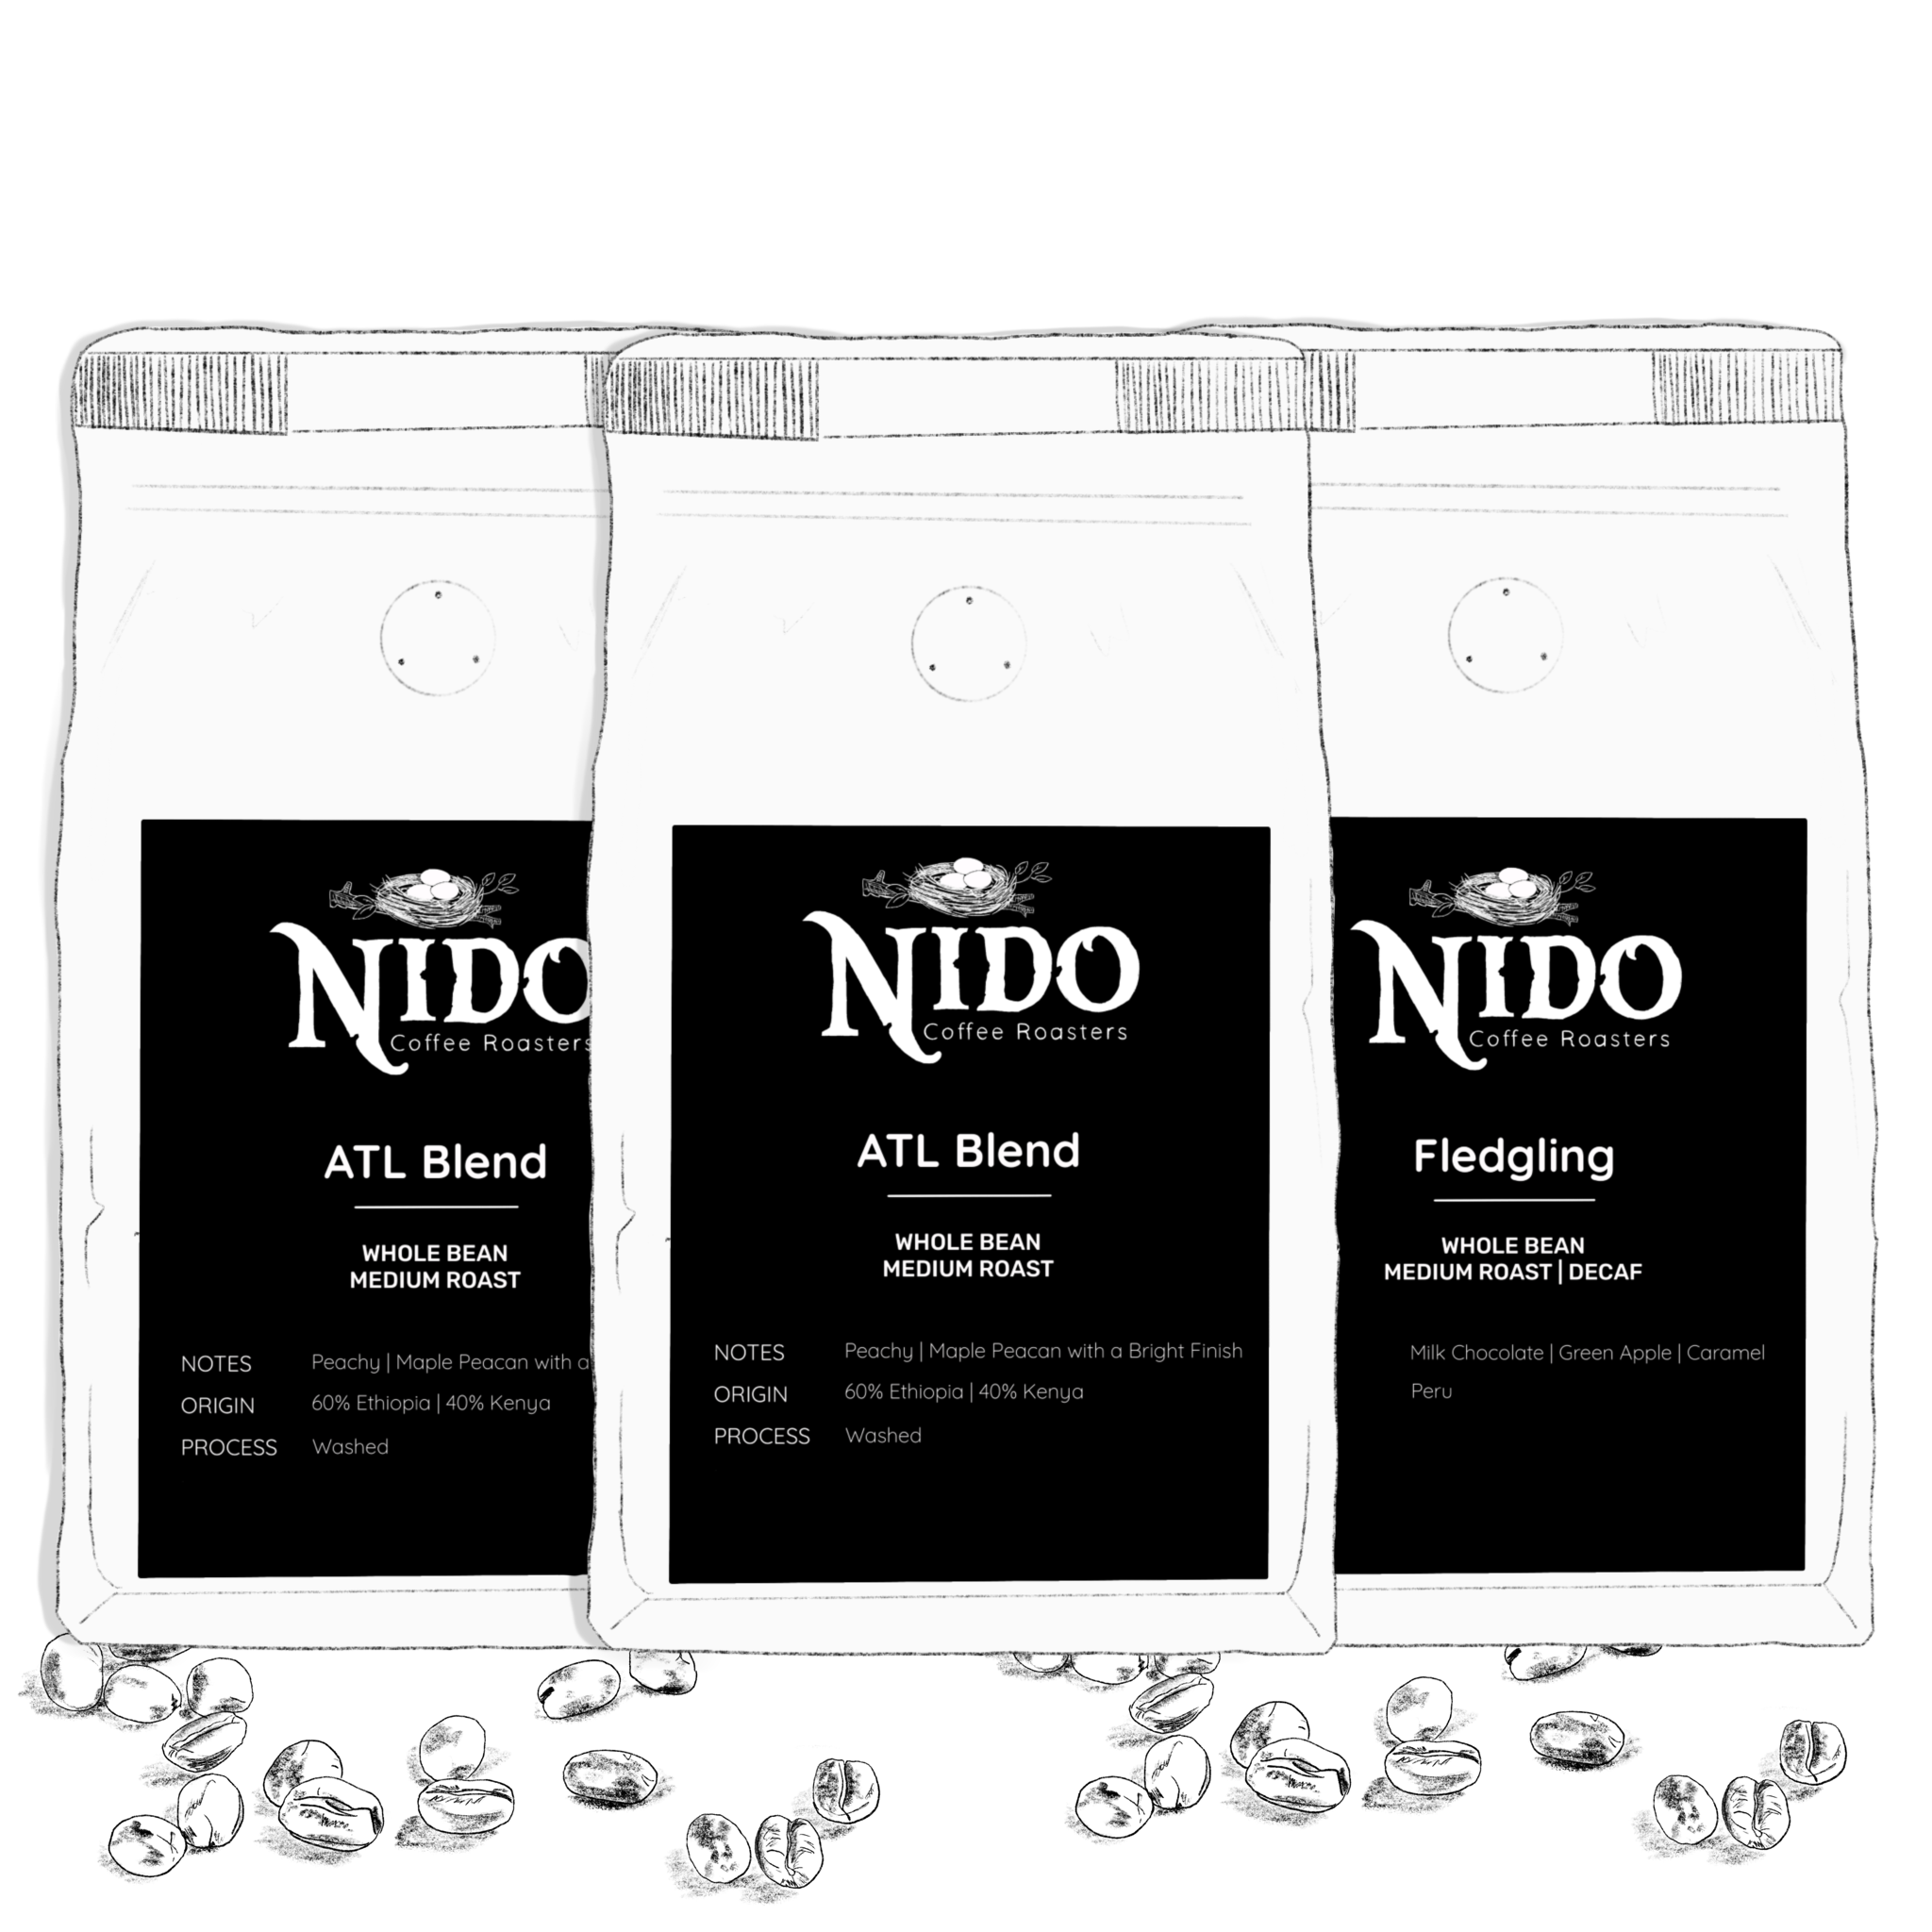 NIDO
Coffee Roasters
ATL Blend
WHOLE BEAN
MEDIUM ROAST
NOTES Peachy | Maple Peacan with a
ORIGIN 60% Ethiopia | 40% Kenya
PROCESS Washed
NIDO
Coffee Roasters
ATL Blend
WHOLE BEAN
MEDIUM ROAST
NOTES Peachy | Maple Peacan with a Bright Finish
ORIGIN 60% Ethiopia | 40% Kenya
PROCESS Washed
NIDO
Coffee Roasters
Fledgling
WHOLE BEAN
MEDIUM ROAST | DECAF
Milk Chocolate | Green Apple | Caramel
Peru